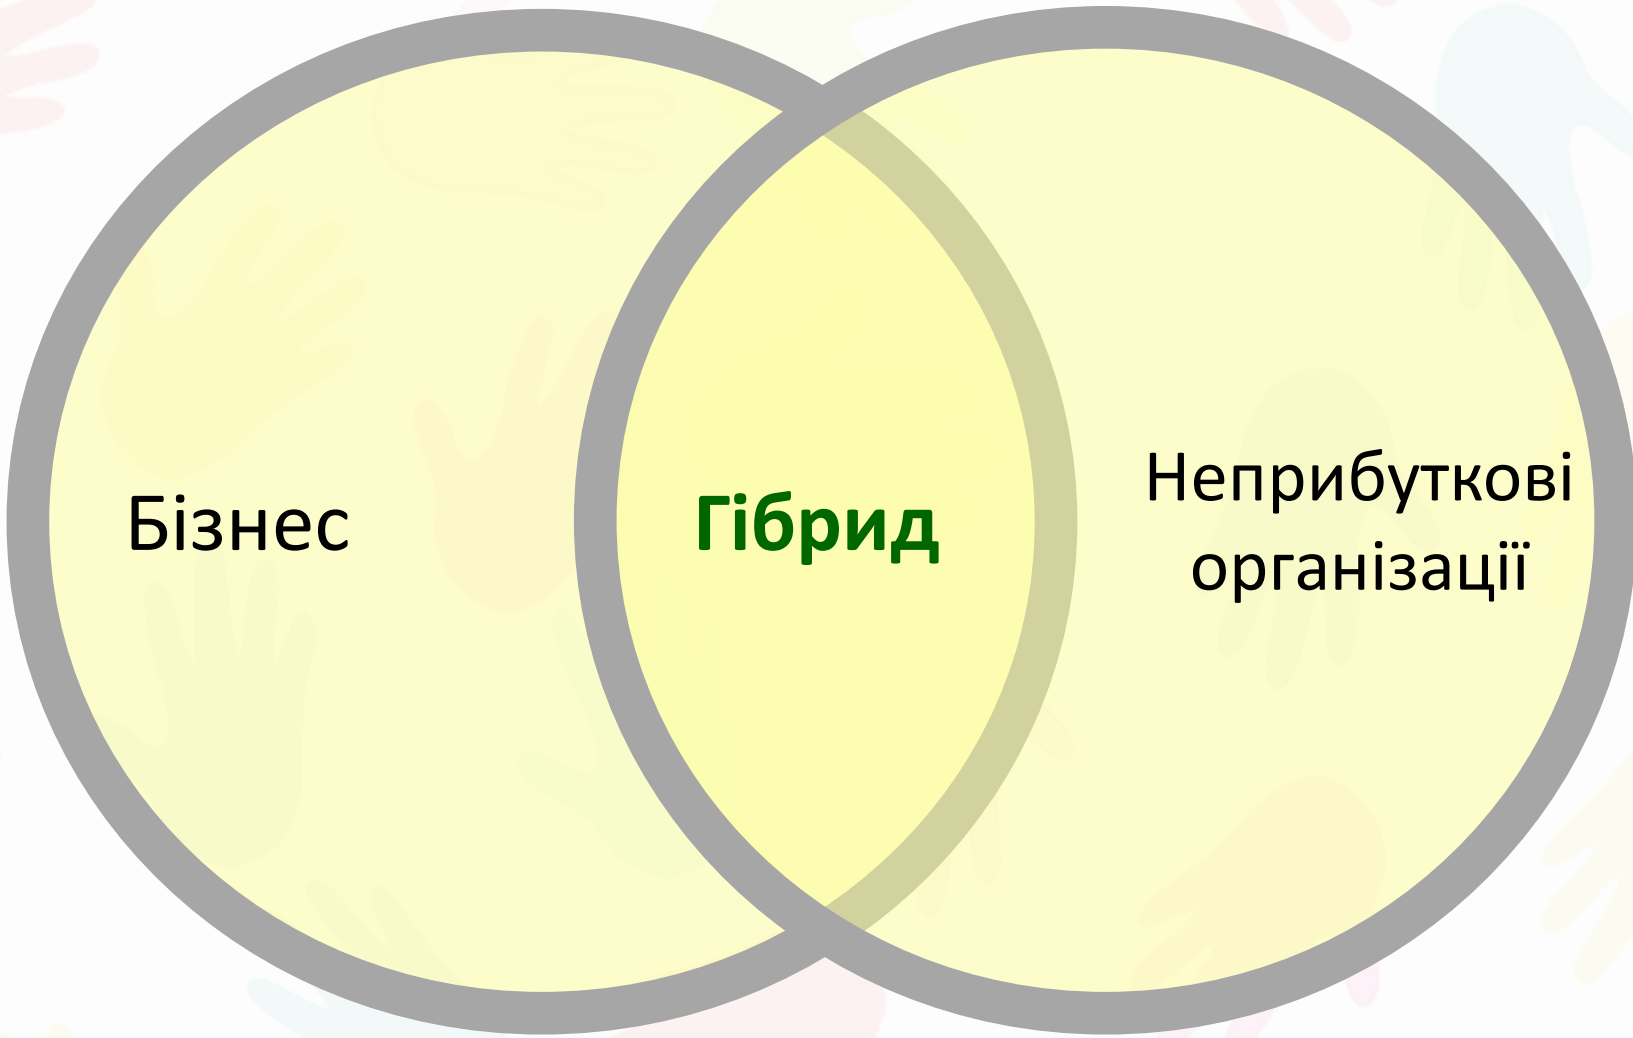 Бізнес
Гібрид
Неприбуткові
організації